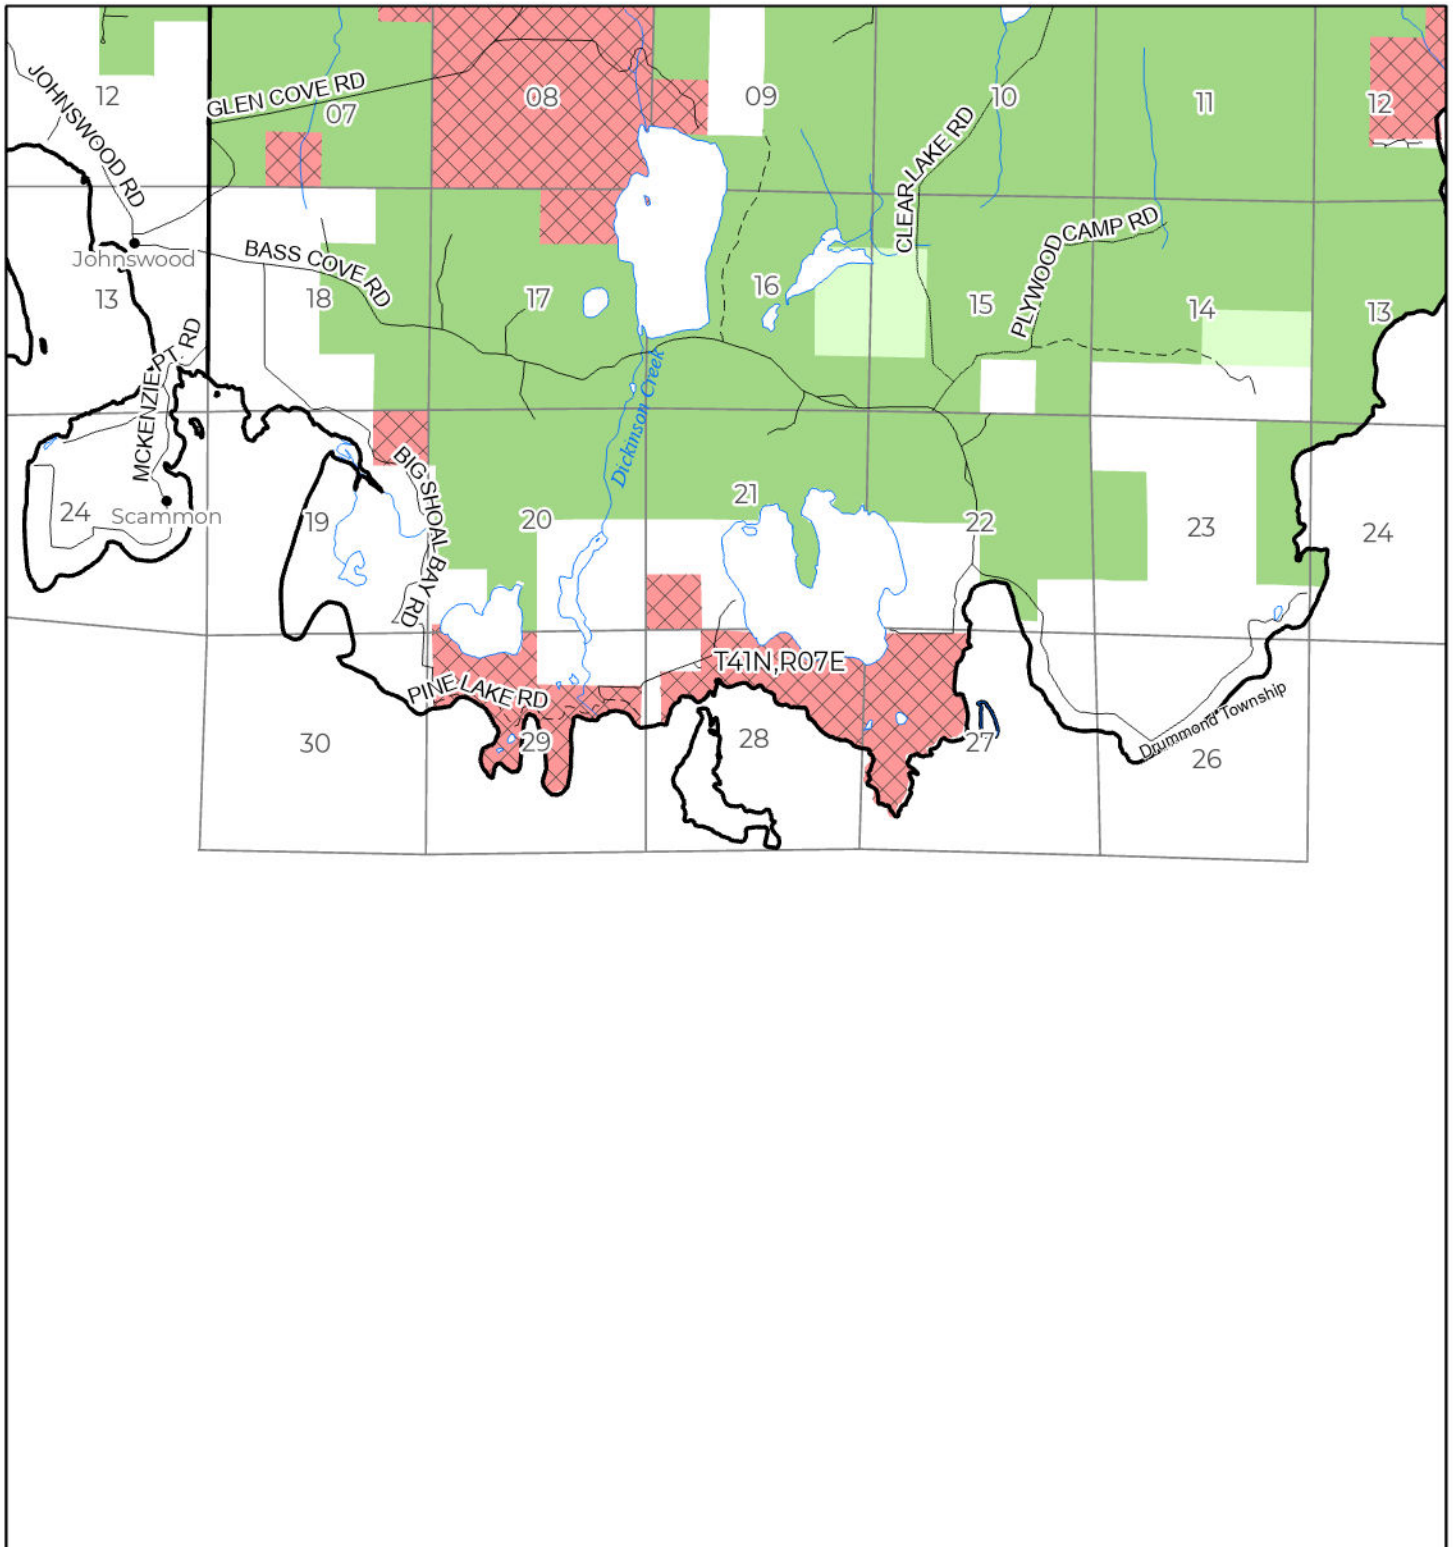 12
GLEN COVE RD
07
08
09
10
11
12
JOHNSWOOD RD
CLEAR LAKE RD
PLYWOOD CAMP RD
Johnswood
13
BASS COVE RD
18
17
16
15
14
13
MCKENZIE PT. RD
Dickinson Creek
24
Scammon
19
BIG SHOAL BAY RD
20
21
22
23
24
T41N,R07E
PINE LAKE RD
30
29
28
27
26
Drummond Township